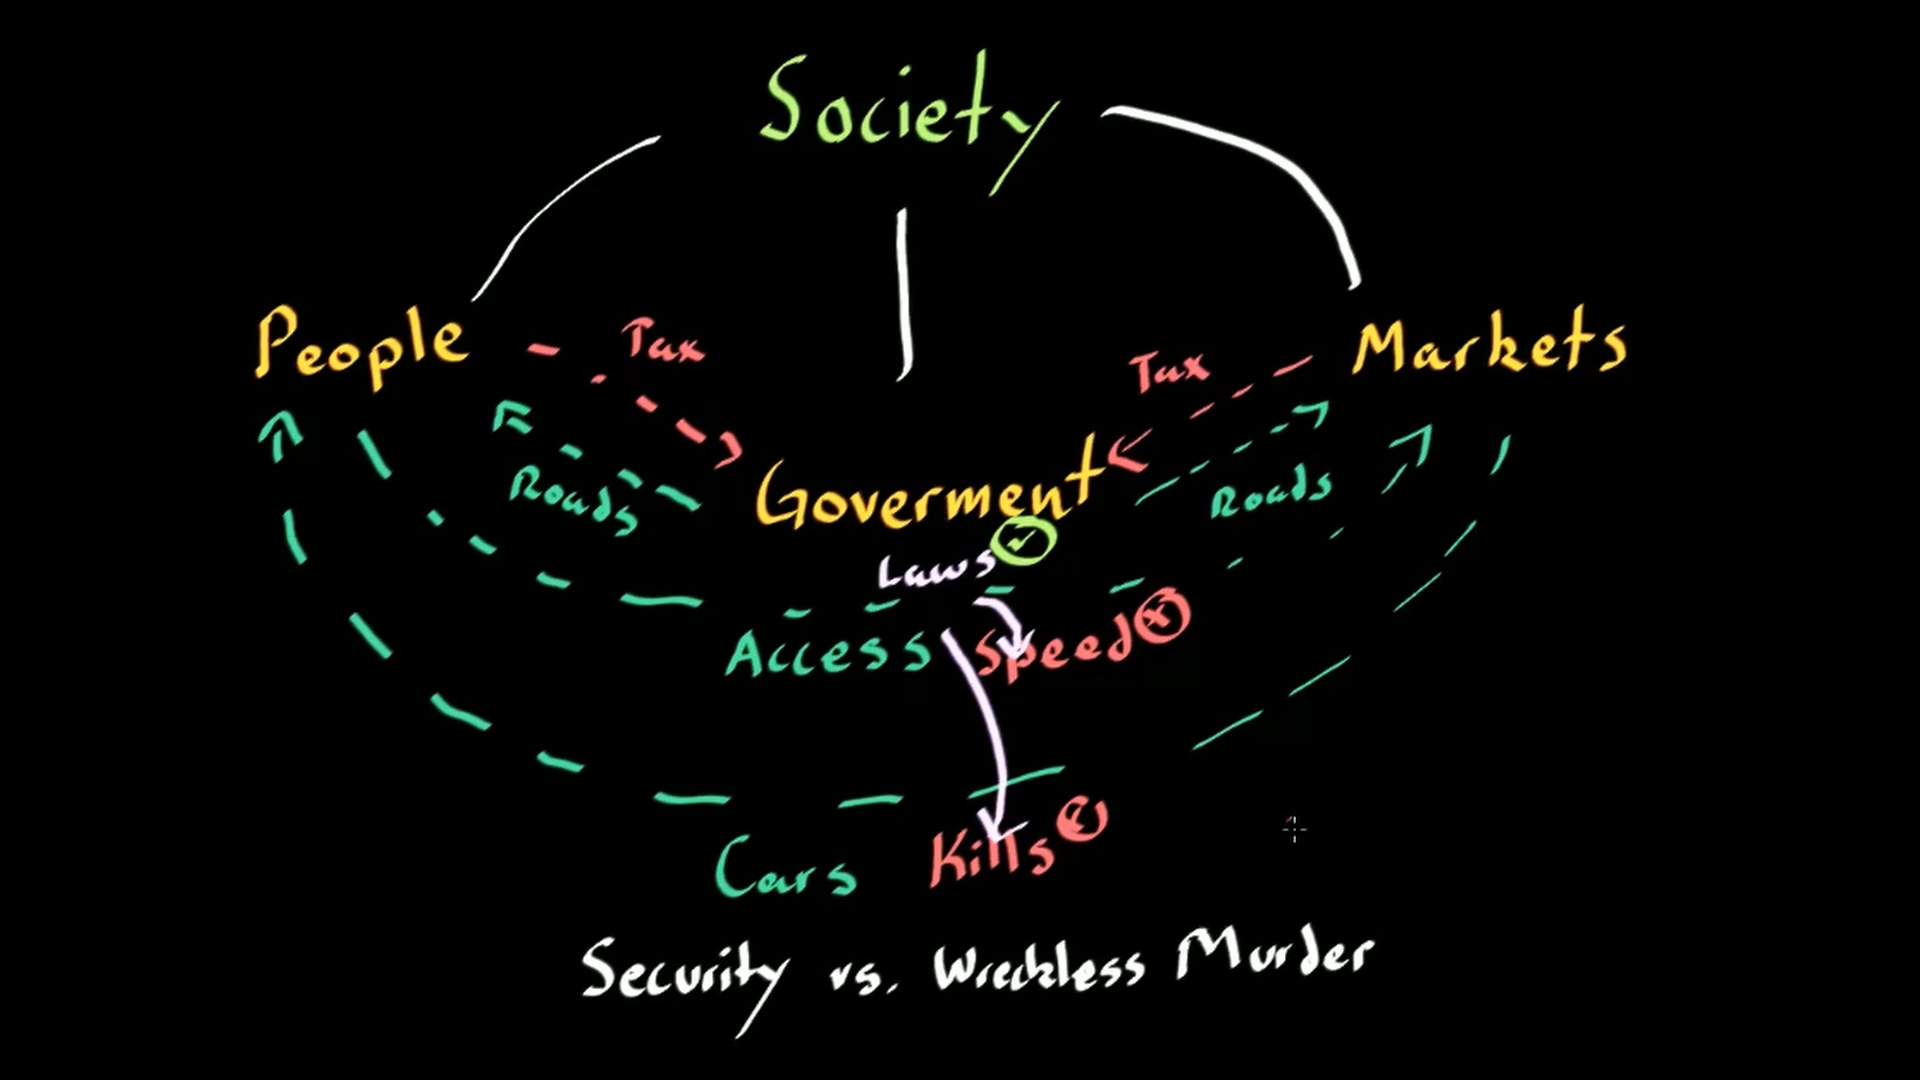 Society
People
Tax
Tax
Markets
Roads
Goverment
Roads
Laws
Access Speed
Cars Kills
Security vs. Wreckless Murder